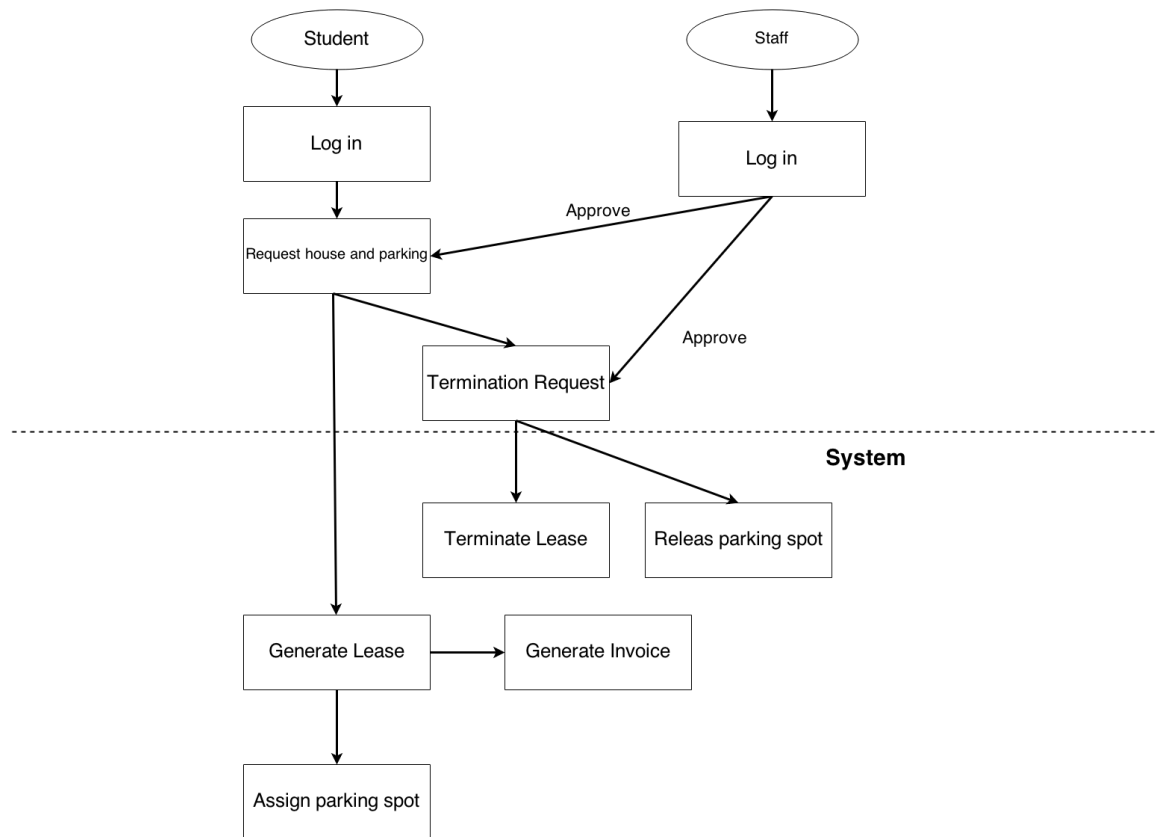 Student
Staff
Log in
Log in
Approve
Request house and parking
Approve
Termination Request
System
Terminate Lease
Releas parking spot
Generate Lease
Generate Invoice
Assign parking spot